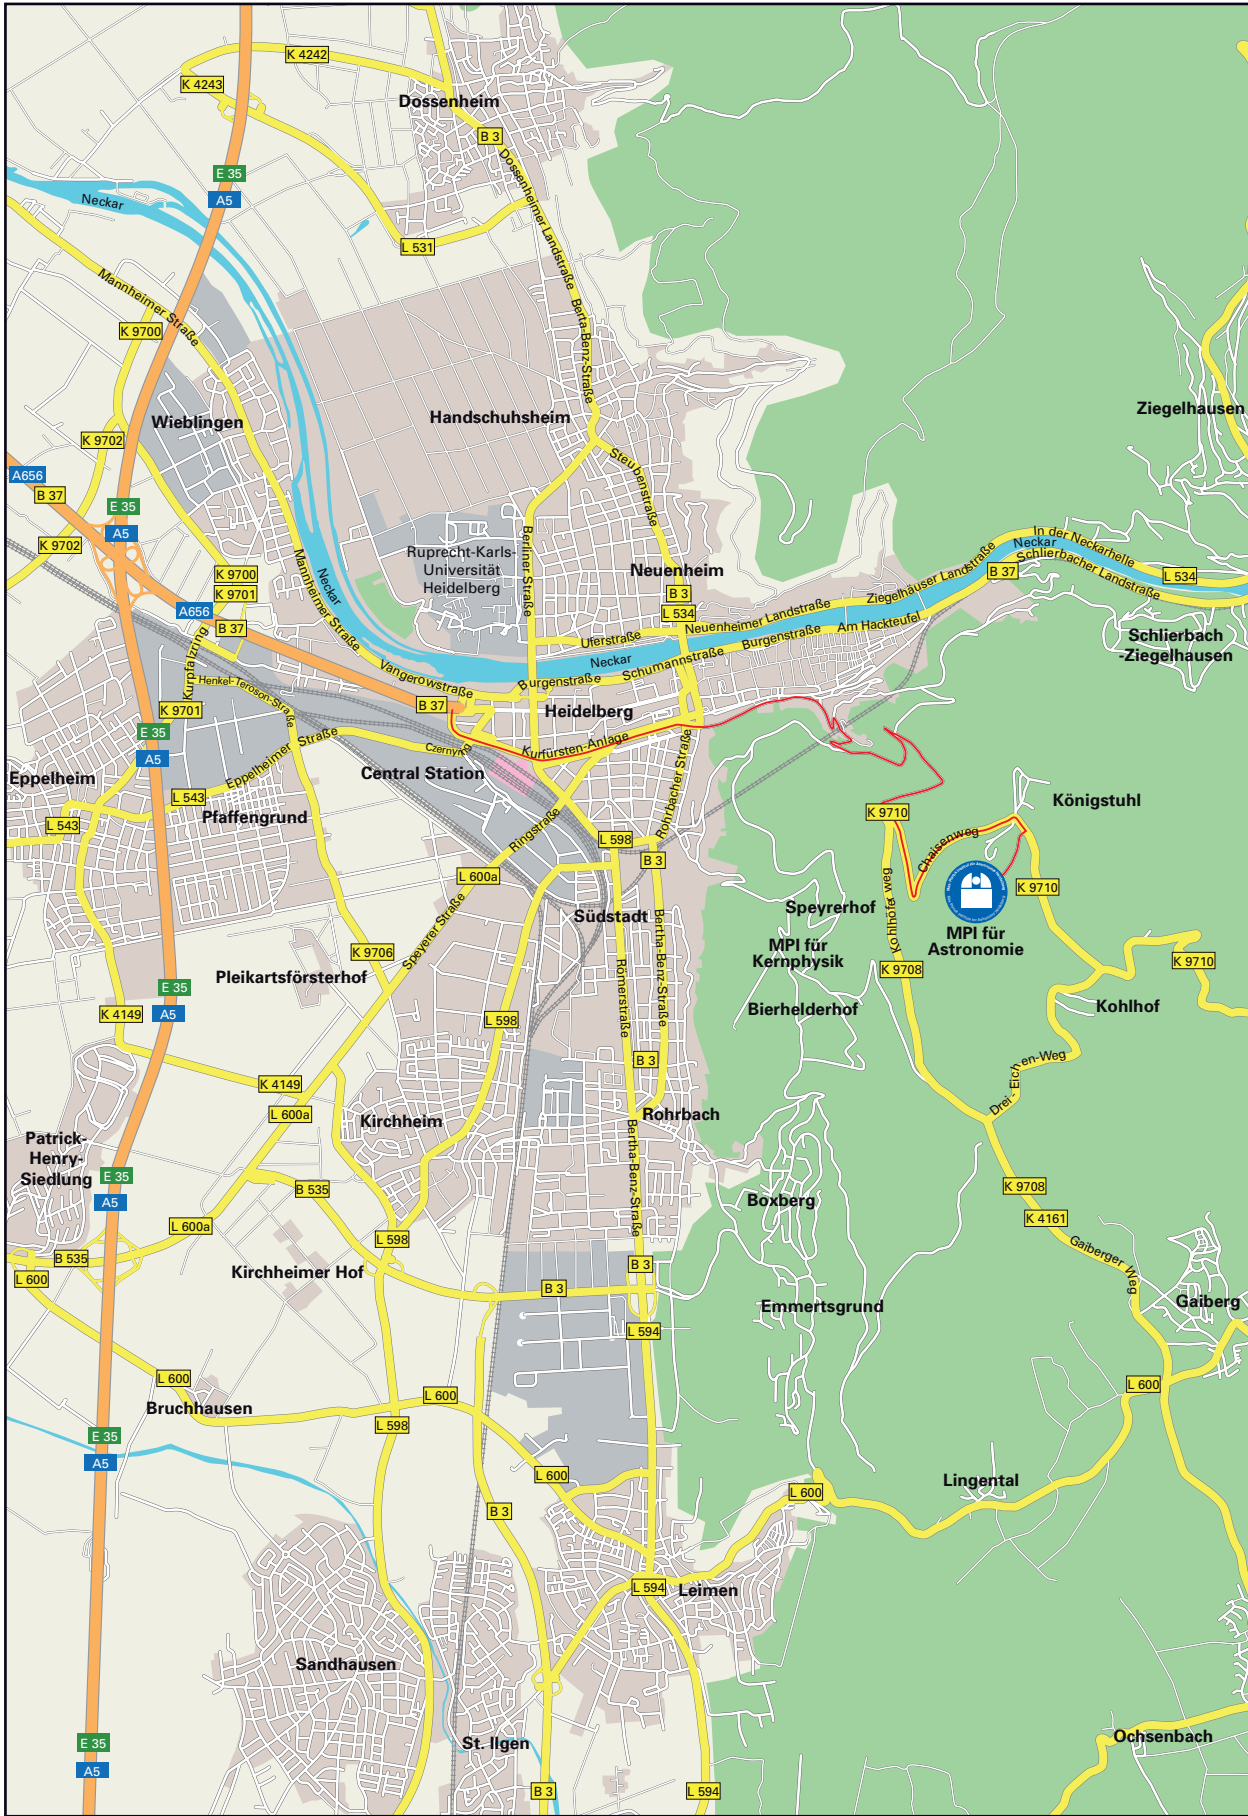 K 4242
K 4243
Dossenheim
B 3
E 35
A5
Neckar
Dossenheimer Landstraße
L 531
Mannheimer Straße
K 9700
Berta-Benz-Straße
Wieblingen
Handschuhsheim
Ziegelhausen
K 9702
A656
B 37
E 35
A5
K 9702
Steubenstraße
Berliner Straße
Ruprecht-Karls-
Universität
Heidelberg
Neuenheim
In der Neckarhelle
Neckar
Schlierbacher Landstraße
B 37
L 534
K 9700
K 9701
A656
B 37
Mannheimer Straße
Neckar
B 3
L 534
Ziegelhäuser Landstraße
Neuenheimer Landstraße
Uferstraße
Am Hackteufel
Burgenstraße
Schumannstraße
Neckar
Burgenstraße
Vangerowstraße
Schlierbach
-Ziegelhausen
Kurpfalzring
Henkel-Teroson-Straße
K 9701
B 37
Heidelberg
E 35
A5
Eppelheimer Straße
Czernyring
Kurfürsten-Anlage
Central Station
Rohrbacher Straße
Eppelheim
L 543
Pfaffengrund
L 543
Ringstraße
L 598
B 3
Königstuhl
K 9710
Chaisenweg
L 600a
K 9710
Speyrerhof
Kohlhofer weg
MPI für
Astronomie
Südstadt
Bertha-Benz-Straße
Speyerer Straße
K 9706
MPI für
Kernphysik
K 9708
K 9710
Pleikartsförsterhof
Römerstraße
E 35
A5
K 4149
L 598
Bierhelderhof
Kohlhof
B 3
Drei - Eichen-Weg
K 4149
L 600a
Kirchheim
Rohrbach
Patrick-
Henry-
Siedlung
E 35
A5
Bertha-Benz-Straße
B 535
K 9708
Boxberg
K 4161
L 600a
L 598
B 535
L 600
Kirchheimer Hof
B 3
B 3
Gaiberger Weg
Emmertsgrund
Gaiberg
L 594
L 600
L 600
L 600
Bruchhausen
L 598
E 35
A5
L 600
L 600
Lingental
B 3
L 594
Leimen
Sandhausen
E 35
A5
St. Ilgen
Ochsenbach
B 3
L 594